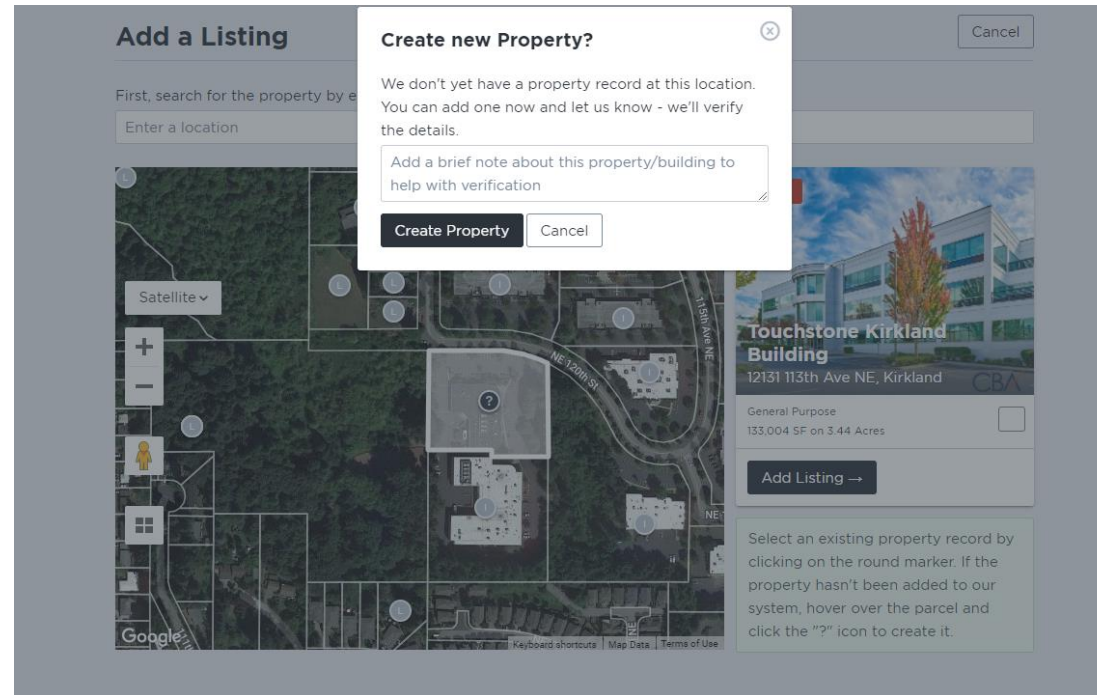 Add a Listing
Cancel
First, search for the property by e
Enter a location
Create new Property?
We don't yet have a property record at this location.
You can add one now and let us know - we'll verify
the details.
Add a brief note about this property/building to
help with verification
Create Property
Cancel
L
L
L
L
L
I
I
I
I
I
L
L
?
Satellite
+
−
115th Ave NE
NE 120th St
NE
Google
Keyboard shortcuts
Map Data
Terms of Use
Touchstone Kirkland
Building
12131 113th Ave NE, Kirkland
CBA
General Purpose
133,004 SF on 3.44 Acres
Add Listing →
Select an existing property record by
clicking on the round marker. If the
property hasn't been added to our
system, hover over the parcel and
click the "?" icon to create it.